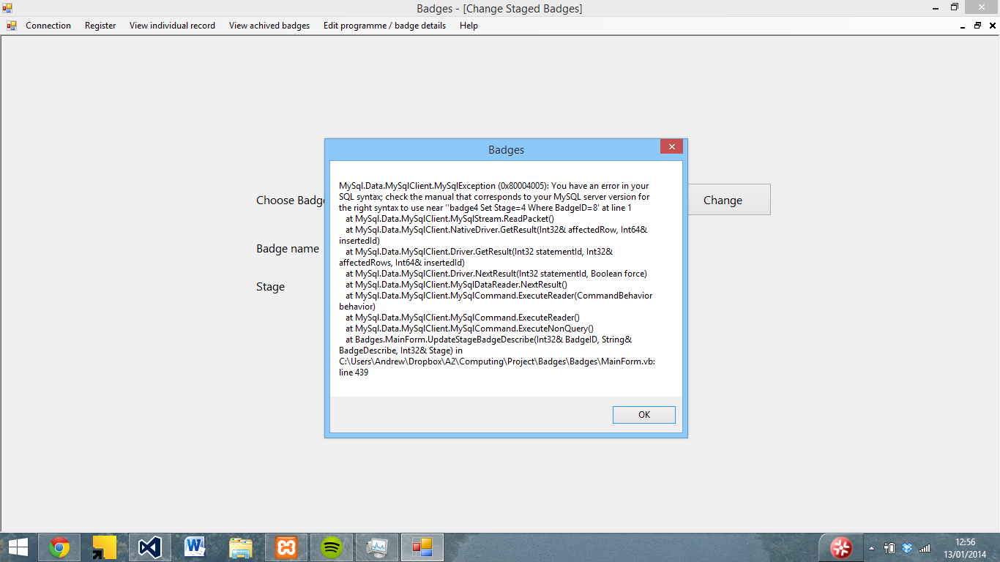 Badges - [Change Staged Badges]
Connection Register View individual record View achived badges Edit programme / badge details Help
Badges
MySql.Data.MySqlClient.MySqlException (0x80004005): You have an error in your
SQL syntax; check the manual that corresponds to your MySQL server version for
the right syntax to use near ''badge4 Set Stage=4 Where BadgeID=8' at line 1
at MySql.Data.MySqlClient.MySqlStream.ReadPacket()
at MySql.Data.MySqlClient.NativeDriver.GetResult(Int32& affectedRow, Int64&
insertedId)
at MySql.Data.MySqlClient.Driver.GetResult(Int32 statementId, Int32&
affectedRows, Int64& insertedId)
at MySql.Data.MySqlClient.Driver.NextResult(Int32 statementId, Boolean force)
at MySql.Data.MySqlClient.MySqlDataReader.NextResult()
at MySql.Data.MySqlClient.MySqlCommand.ExecuteReader(CommandBehavior
behavior)
at MySql.Data.MySqlClient.MySqlCommand.ExecuteReader()
at MySql.Data.MySqlClient.MySqlCommand.ExecuteNonQuery()
at Badges.MainForm.UpdateStageBadgeDescribe(Int32& BadgeID, String&
BadgeDescribe, Int32& Stage) in
C:\Users\Andrew\Dropbox\A2\Computing\Project\Badges\Badges\MainForm.vb:
line 439
OK
Choose Badge
Change
Badge name
Stage
12:56
13/01/2014